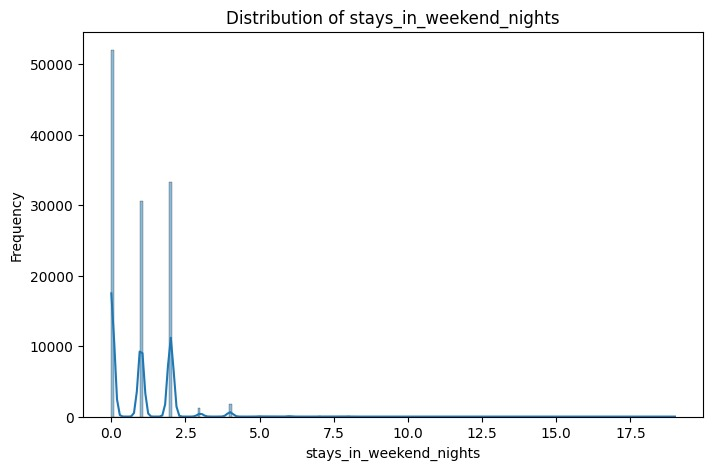 Distribution of stays_in_weekend_nights
50000
40000
30000
20000
10000
0
Frequency
0.0 2.5 5.0 7.5 10.0 12.5 15.0 17.5
stays_in_weekend_nights